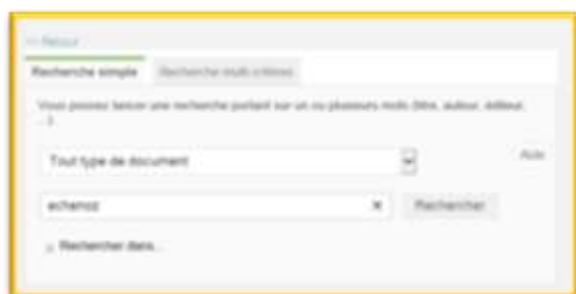 << Retour
Recherche simple Recherche multi-critères
Vous pouvez lancer une recherche portant sur un ou plusieurs mots (titre, auteur, éditeur,
...).
Tout type de document
Aide
echenoz × Rechercher
Rechercher dans...